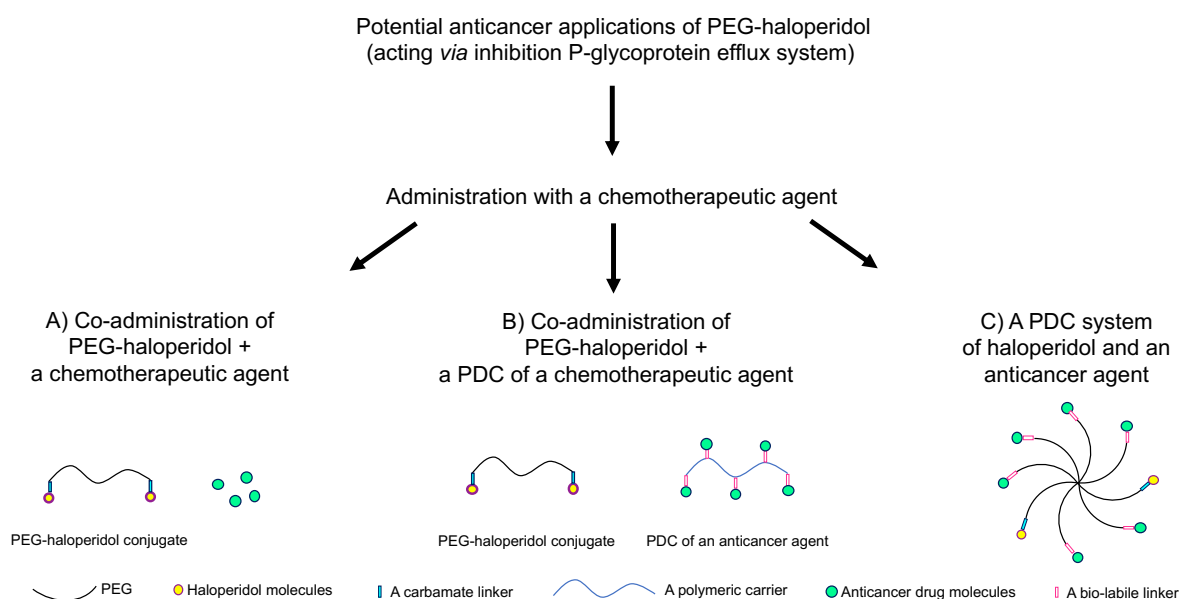 Potential anticancer applications of PEG-haloperidol
(acting via inhibition P-glycoprotein efflux system)
Administration with a chemotherapeutic agent
A) Co-administration of
PEG-haloperidol +
a chemotherapeutic agent
B) Co-administration of
PEG-haloperidol +
a PDC of a chemotherapeutic agent
C) A PDC system
of haloperidol and an
anticancer agent
PEG-haloperidol conjugate
PEG-haloperidol conjugate
PDC of an anticancer agent
PEG
Haloperidol molecules
A carbamate linker
A polymeric carrier
Anticancer drug molecules
A bio-labile linker